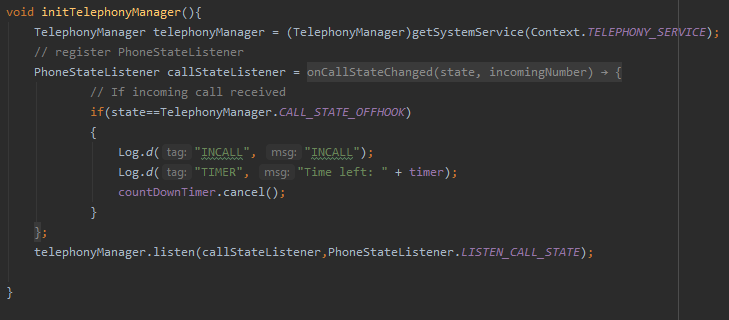 void initTelephonyManager(){
TelephonyManager telephonyManager = (TelephonyManager)getSystemService(Context.TELEPHONY_SERVICE);
// register PhoneStateListener
PhoneStateListener callStateListener = onCallStateChanged(state, incomingNumber) → {
// If incoming call received
if(state==TelephonyManager.CALL_STATE_OFFHOOK)
{
Log.d( tag: "INCALL", msg: "INCALL");
Log.d( tag: "TIMER", msg: "Time left: " + timer);
countDownTimer.cancel();
}
};
telephonyManager.listen(callStateListener,PhoneStateListener.LISTEN_CALL_STATE);
}